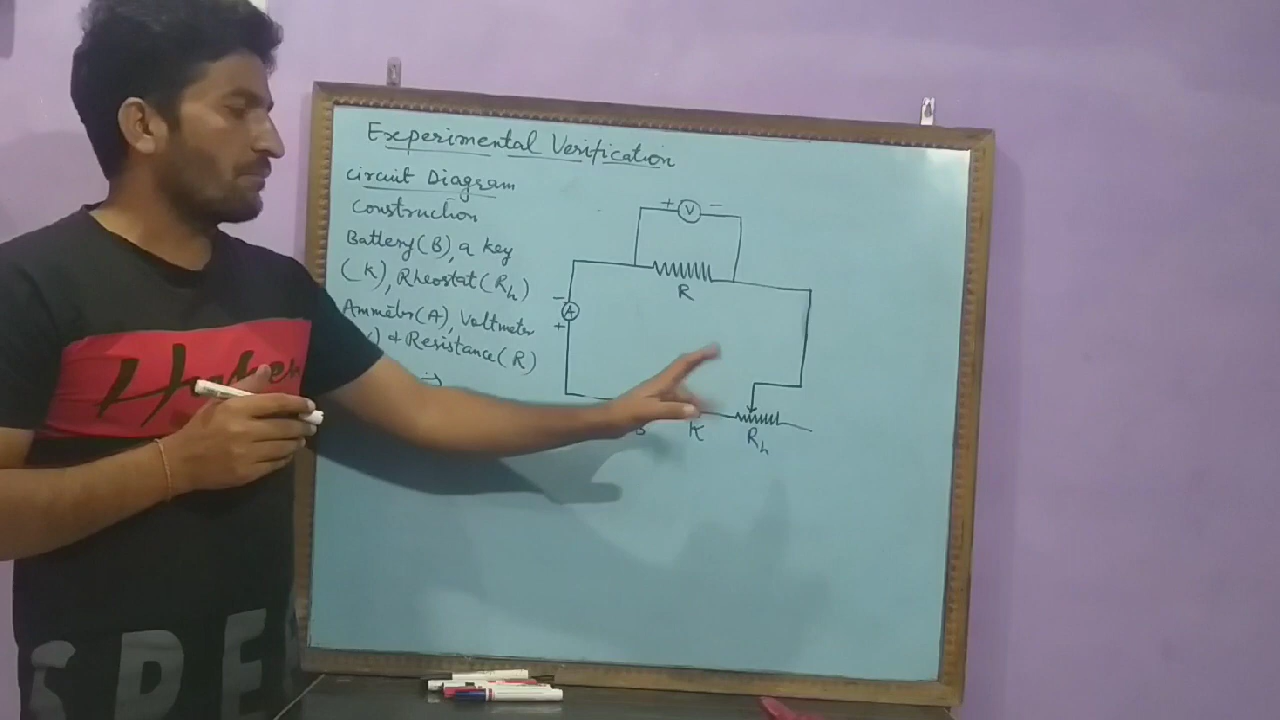 Experimental Verification
Circuit Diagram
Construction
Battery(B), a key
(K), Rheostat(Rh)
Ammeter(A), Voltmeter
) & Resistance(R)
+ V −
R
−
A
+
K
Rh